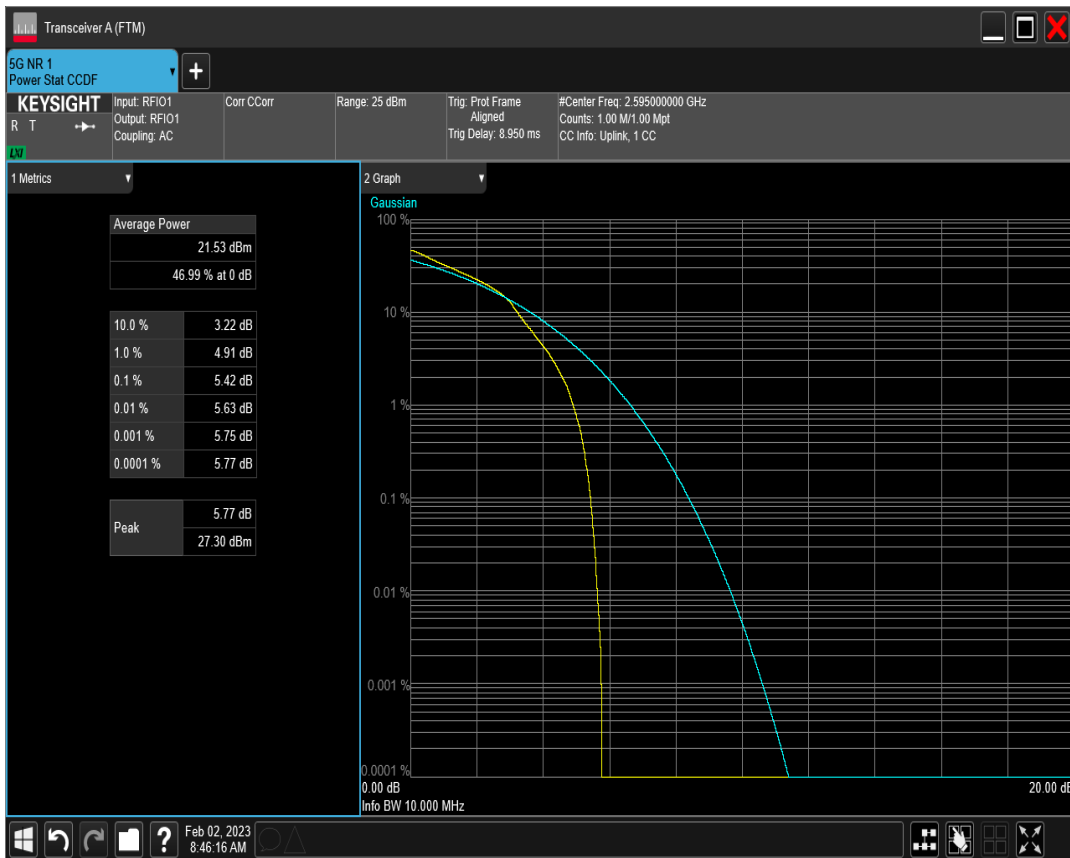 Transceiver A (FTM)
5G NR 1
Power Stat CCDF
+
KEYSIGHT
R T
LXI
Input: RFIO1
Output: RFIO1
Coupling: AC
Corr CCorr
Range: 25 dBm
Trig: Prot Frame
Aligned
Trig Delay: 8.950 ms
#Center Freq: 2.595000000 GHz
Counts: 1.00 M/1.00 Mpt
CC Info: Uplink, 1 CC
1 Metrics
Average Power
21.53 dBm
46.99 % at 0 dB
10.0 % 3.22 dB
1.0 % 4.91 dB
0.1 % 5.42 dB
0.01 % 5.63 dB
0.001 % 5.75 dB
0.0001 % 5.77 dB
Peak
5.77 dB
27.30 dBm
2 Graph
Gaussian
100 %
10 %
1 %
0.1 %
0.01 %
0.001 %
0.0001 %
0.00 dB
20.00 dB
Info BW 10.000 MHz
?
Feb 02, 2023
8:46:16 AM